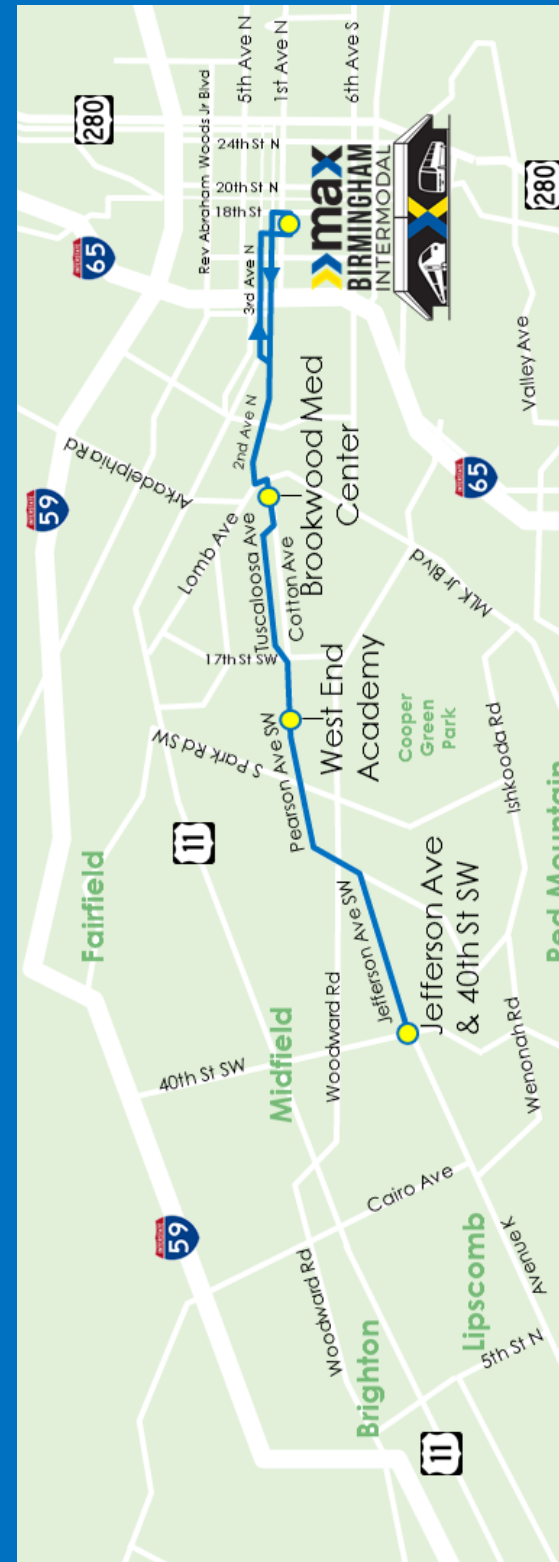 280
65
59
Rev Abraham Woods Jr Blvd
5th Ave N
1st Ave N
6th Ave S
24th St N
20th St N
18th St
3rd Ave N
max
BIRMINGHAM
INTERMODAL
280
Valley Ave
65
2nd Ave N
Arkadelphia Rd
Lomb Ave
Tuscaloosa Ave
Cotton Ave
Brookwood Med
Center
MLK Jr Blvd
17th St SW
S Park Rd SW
Pearson Ave SW
West End
Academy
Cooper
Green
Park
Ishkooda Rd
Red Mountain
11
Fairfield
Midfield
40th St SW
Woodward Rd
Jefferson Ave SW
Jefferson Ave
& 40th St SW
Wenonah Rd
59
Cairo Ave
Woodward Rd
Avenue K
Lipscomb
Brighton
5th St N
11